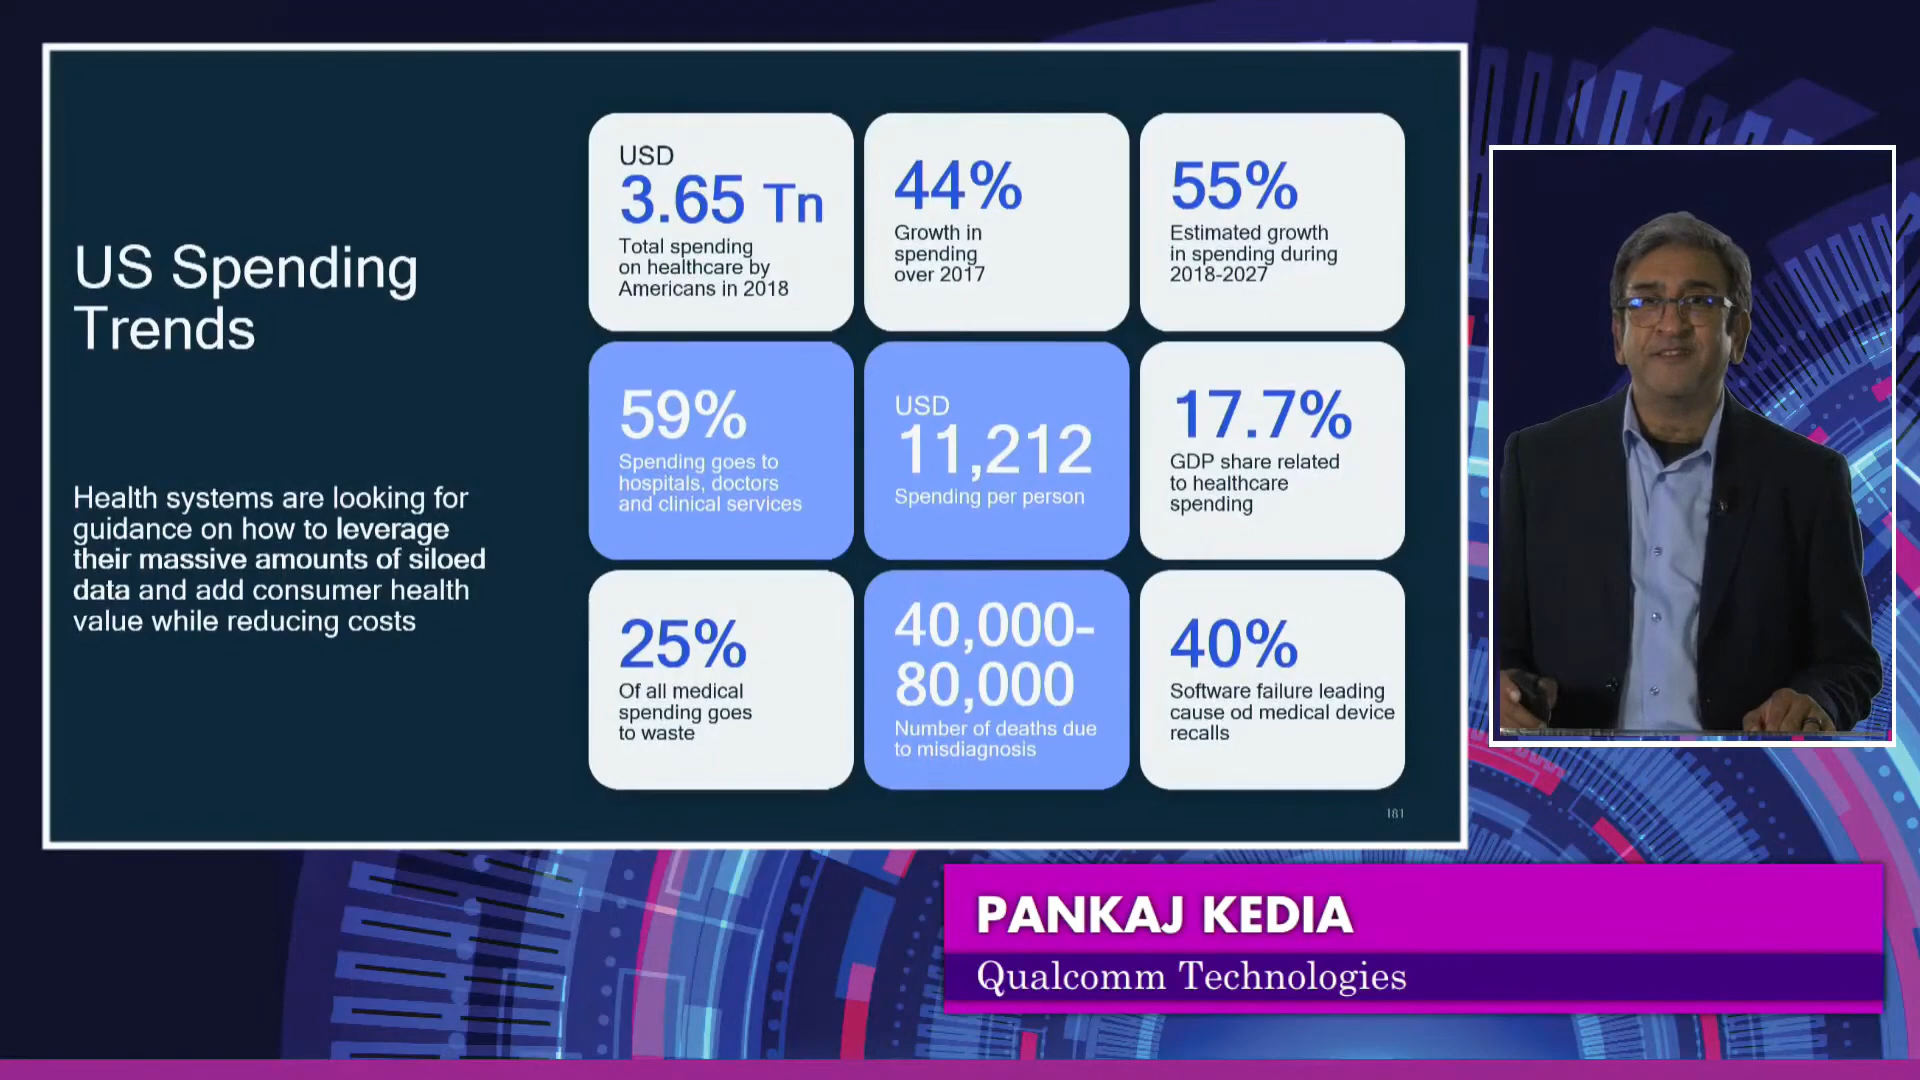 US Spending
Trends
Health systems are looking for
guidance on how to leverage
their massive amounts of siloed
data and add consumer health
value while reducing costs
USD
3.65 Tn
Total spending
on healthcare by
Americans in 2018
44%
Growth in
spending
over 2017
55%
Estimated growth
in spending during
2018-2027
59%
Spending goes to
hospitals, doctors
and clinical services
USD
11,212
Spending per person
17.7%
GDP share related
to healthcare
spending
25%
Of all medical
spending goes
to waste
40,000-
80,000
Number of deaths due
to misdiagnosis
40%
Software failure leading
cause od medical device
recalls
181
PANKAJ KEDIA
Qualcomm Technologies